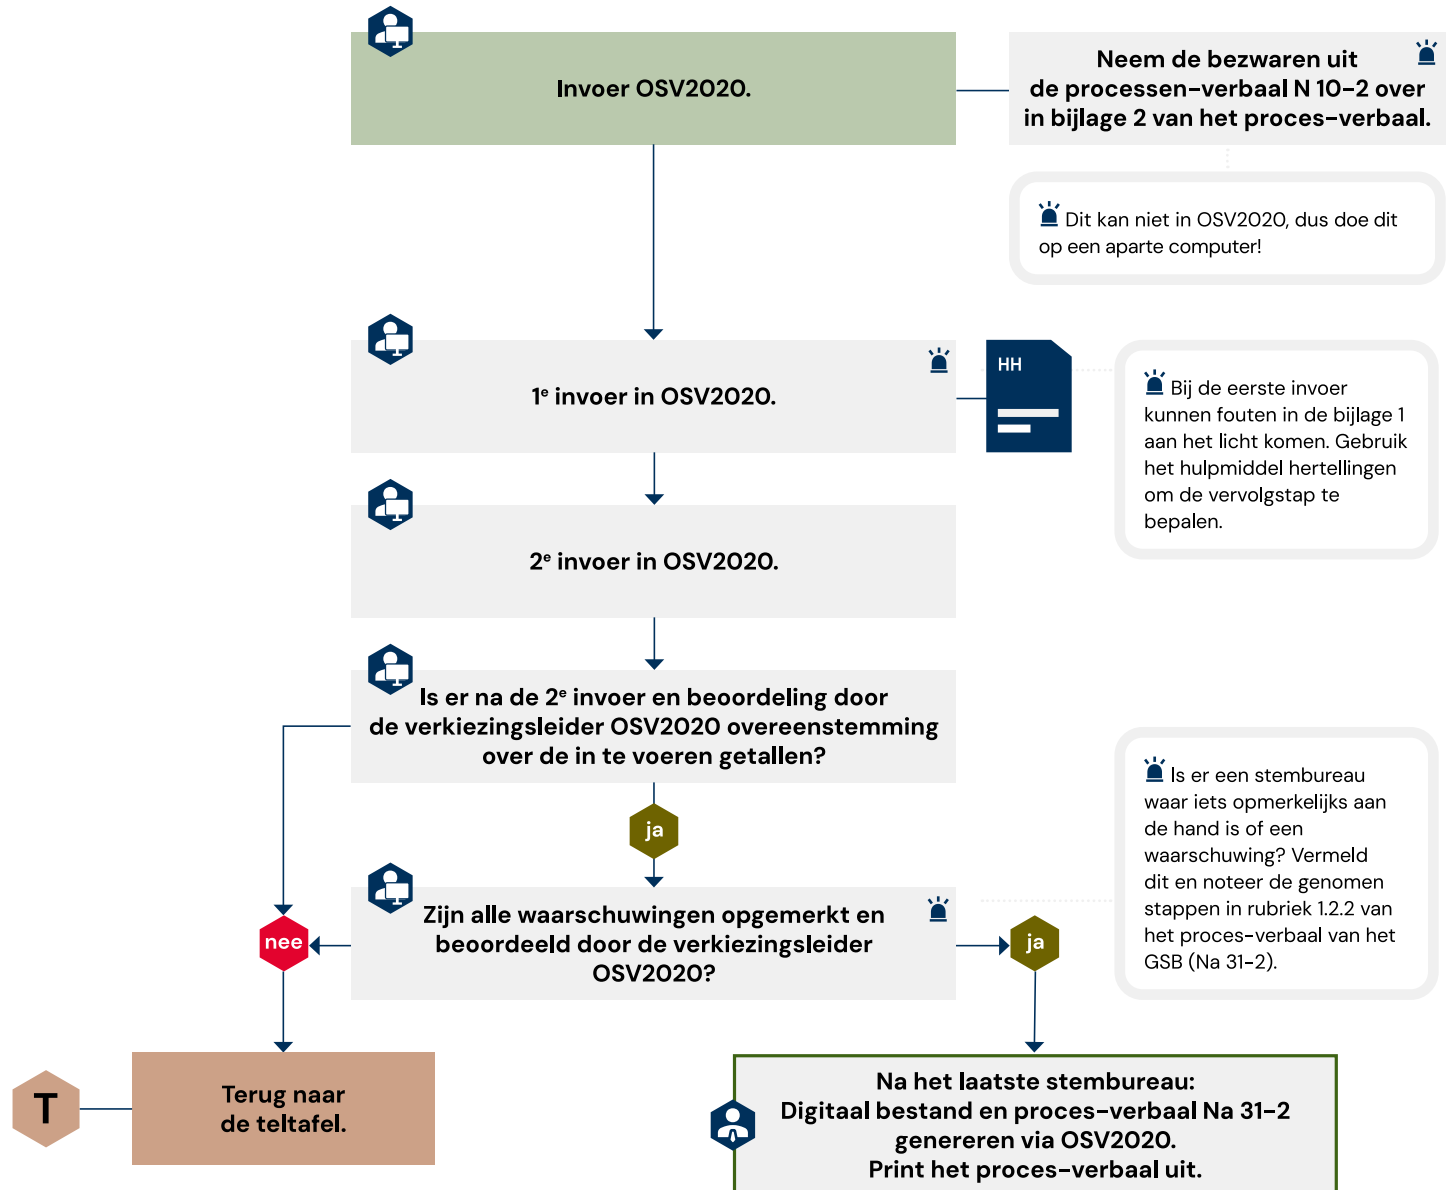 Invoer OSV2020.
Neem de bezwaren uit
de processen-verbaal N 10-2 over
in bijlage 2 van het proces-verbaal.
Dit kan niet in OSV2020, dus doe dit
op een aparte computer!
1e invoer in OSV2020.
HH
Bij de eerste invoer
kunnen fouten in de bijlage 1
aan het licht komen. Gebruik
het hulpmiddel hertellingen
om de vervolgstap te
bepalen.
2e invoer in OSV2020.
Is er na de 2e invoer en beoordeling door
de verkiezingsleider OSV2020 overeenstemming
over de in te voeren getallen?
ja
Is er een stembureau
waar iets opmerkelijks aan
de hand is of een
waarschuwing? Vermeld
dit en noteer de genomen
stappen in rubriek 1.2.2 van
het proces-verbaal van het
GSB (Na 31-2).
Zijn alle waarschuwingen opgemerkt en
beoordeeld door de verkiezingsleider
OSV2020?
nee
ja
T
Terug naar
de teltafel.
Na het laatste stembureau:
Digitaal bestand en proces-verbaal Na 31-2
genereren via OSV2020.
Print het proces-verbaal uit.